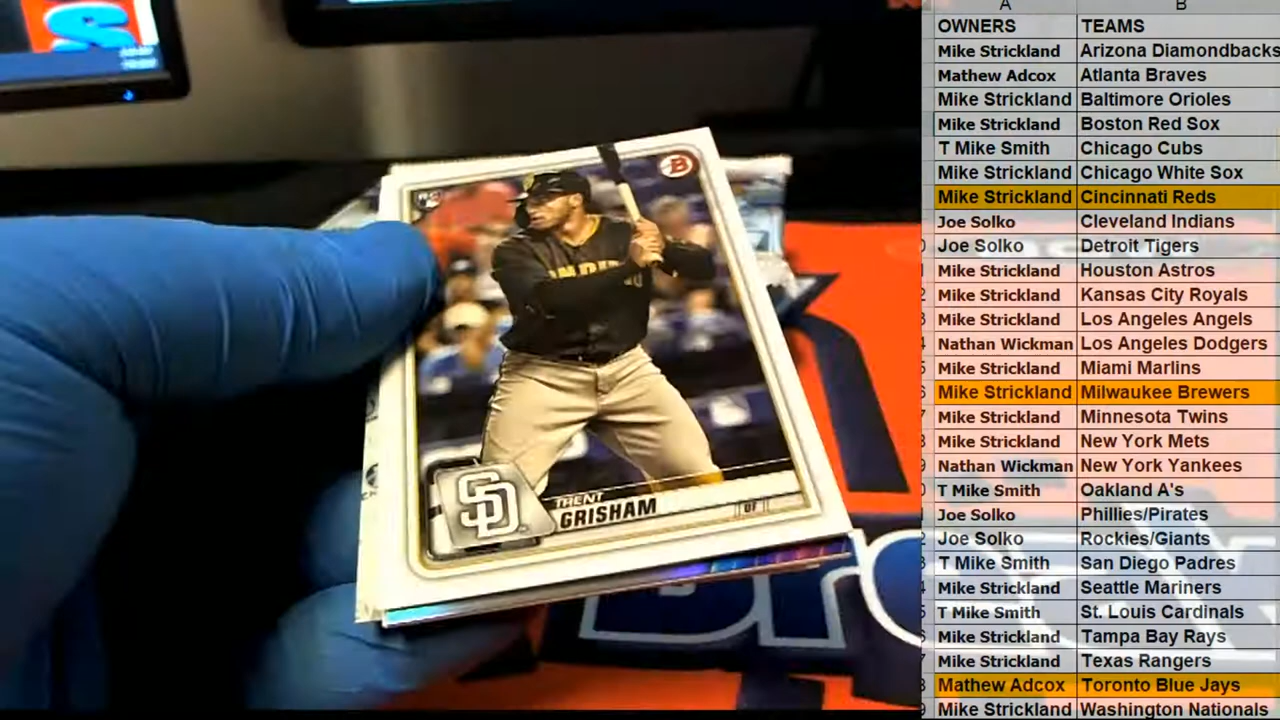 A B
OWNERS TEAMS
Mike Strickland Arizona Diamondbacks
Mathew Adcox Atlanta Braves
Mike Strickland Baltimore Orioles
Mike Strickland Boston Red Sox
T Mike Smith Chicago Cubs
Mike Strickland Chicago White Sox
Mike Strickland Cincinnati Reds
Joe Solko Cleveland Indians
Joe Solko Detroit Tigers
Mike Strickland Houston Astros
Mike Strickland Kansas City Royals
Mike Strickland Los Angeles Angels
Nathan Wickman Los Angeles Dodgers
Mike Strickland Miami Marlins
Mike Strickland Milwaukee Brewers
Mike Strickland Minnesota Twins
Mike Strickland New York Mets
Nathan Wickman New York Yankees
T Mike Smith Oakland A's
Joe Solko Phillies/Pirates
Joe Solko Rockies/Giants
T Mike Smith San Diego Padres
Mike Strickland Seattle Mariners
T Mike Smith St. Louis Cardinals
Mike Strickland Tampa Bay Rays
Mike Strickland Texas Rangers
Mathew Adcox Toronto Blue Jays
Mike Strickland Washington Nationals
RC
B
SD
TRENT
GRISHAM
OF